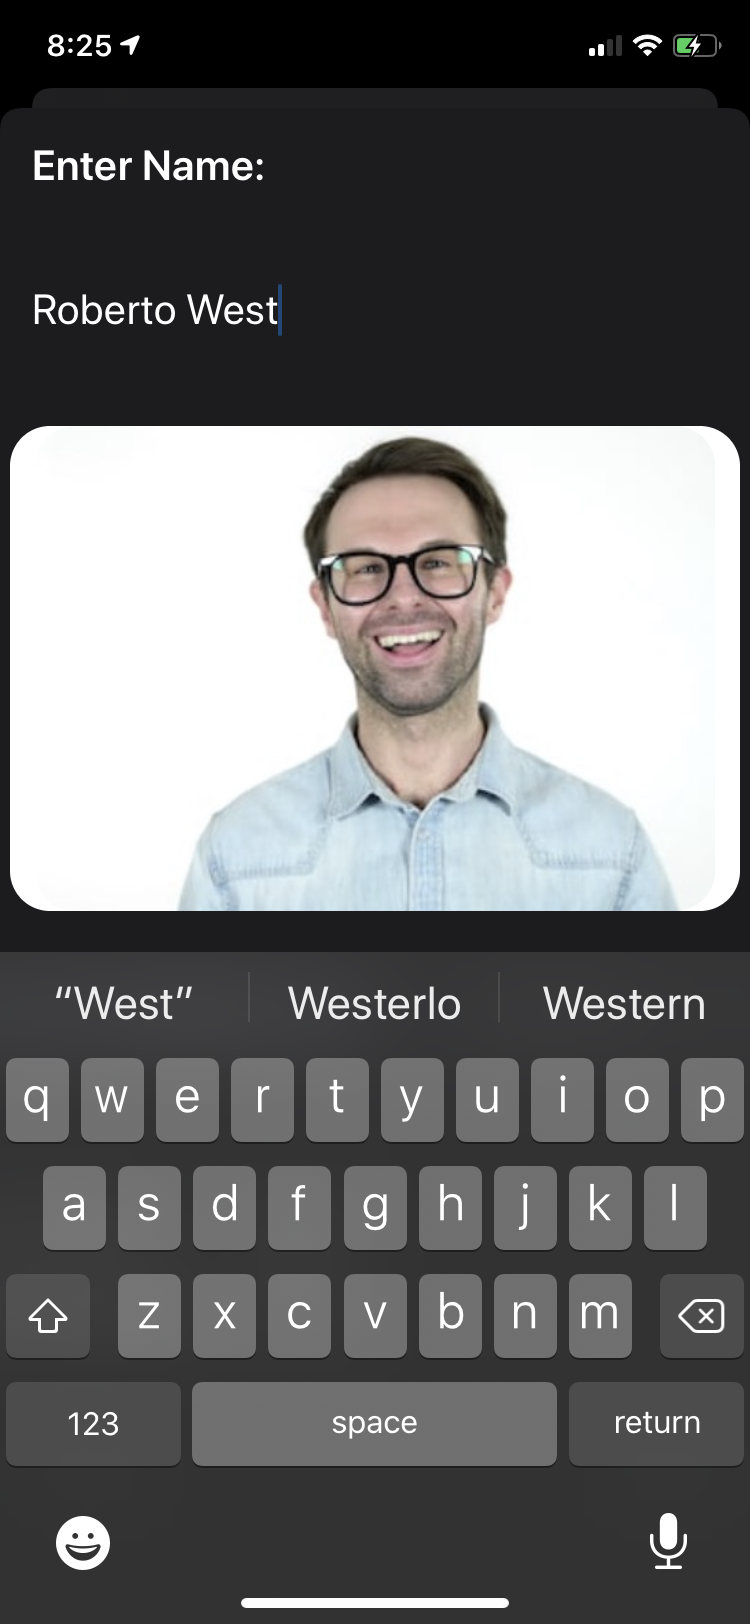 8:25
Enter Name:
Roberto West
“West” Westerlo Western
q w e r t y u i o p
a s d f g h j k l
z x c v b n m
123 space return